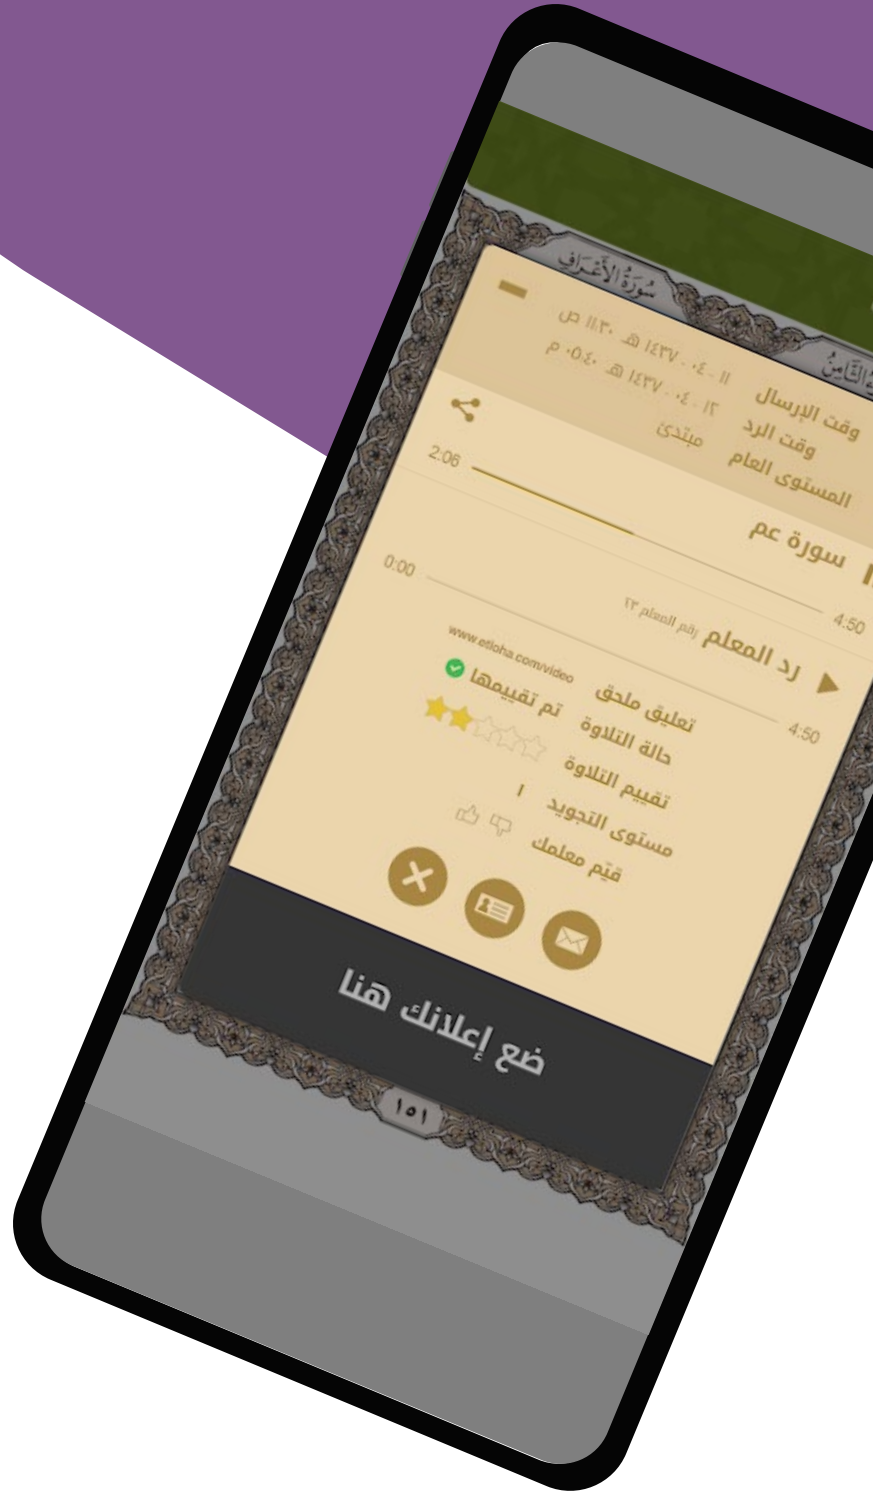 سُورَةُ الأَعْرَافِ
وقت الإرسال ١١ - ٠٤ - ١٤٣٧ هـ ١١:٣٠ ص
وقت الرد ١٢ - ٠٤ - ١٤٣٧ هـ ٠٥:٤٠ م
المستوى العام مبتدئ
سورة عم
2:06 4:50
رد المعلم رقم المعلم ٢٣
0:00 4:50
تعليق ملحق www.etloha.com/video
حالة التلاوة تم تقييمها
تقييم التلاوة
مستوى التجويد ١
قيّم معلمك
ضع إعلانك هنا
١٥١